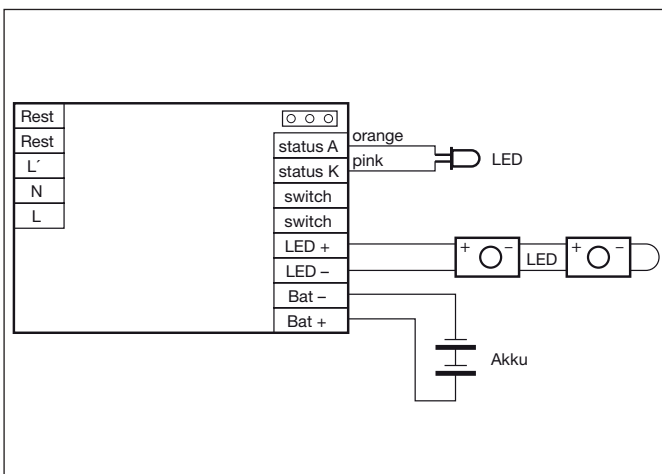 Rest
Rest
L´
N
L
status A
status K
switch
switch
LED +
LED –
Bat –
Bat +
orange
pink
LED
+ –
LED
+ –
Akku